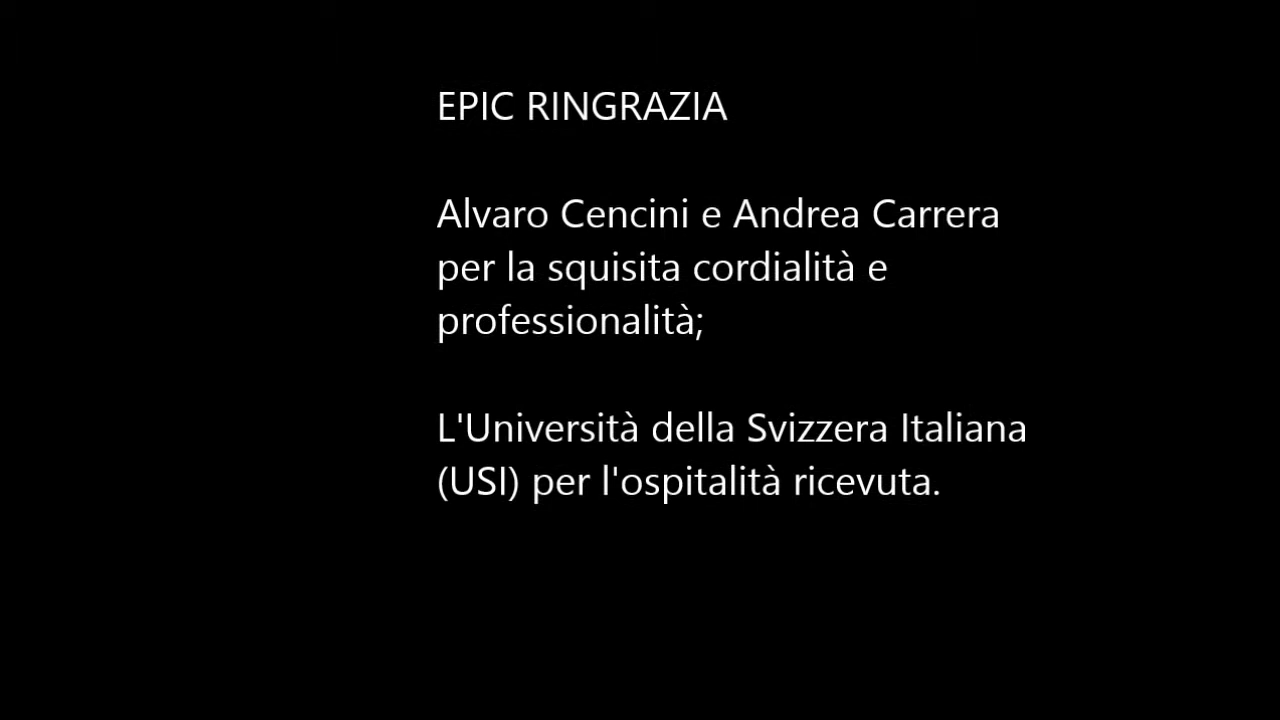 EPIC RINGRAZIA
Alvaro Cencini e Andrea Carrera
per la squisita cordialità e
professionalità;
L'Università della Svizzera Italiana
(USI) per l'ospitalità ricevuta.